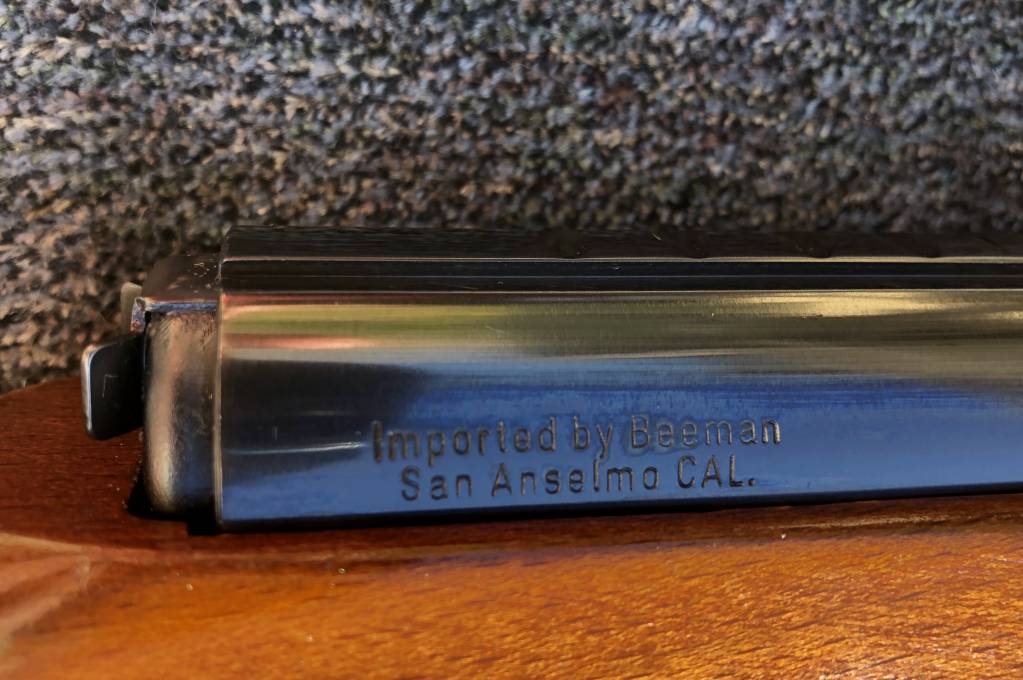 Imported by Beeman
San Anselmo CAL.